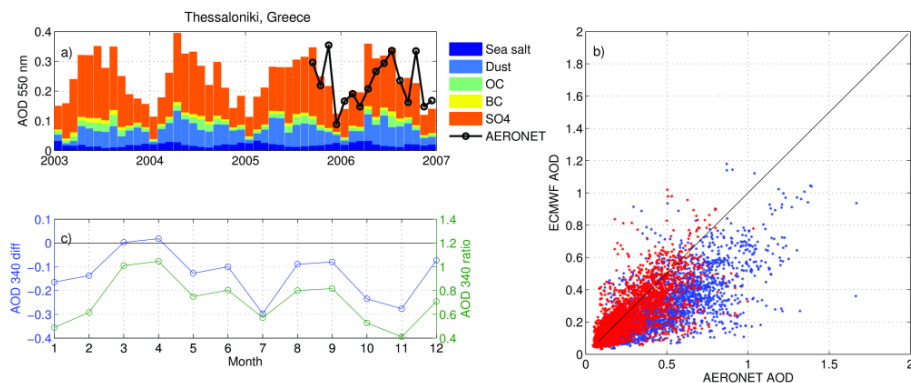 Thessaloniki, Greece
a)
AOD 550 nm
0.4
0.3
0.2
0.1
0
2003 2004 2005 2006 2007
Sea salt
Dust
OC
BC
SO4
AERONET
c)
AOD 340 diff
0.1
0
−0.1
−0.2
−0.3
−0.4
1 2 3 4 5 6 7 8 9 10 11 12
Month
1.4
1.2
1
0.8
0.6
0.4
AOD 340 ratio
b)
ECMWF AOD
2
1.8
1.6
1.4
1.2
1
0.8
0.6
0.4
0.2
0
0 0.5 1 1.5 2
AERONET AOD